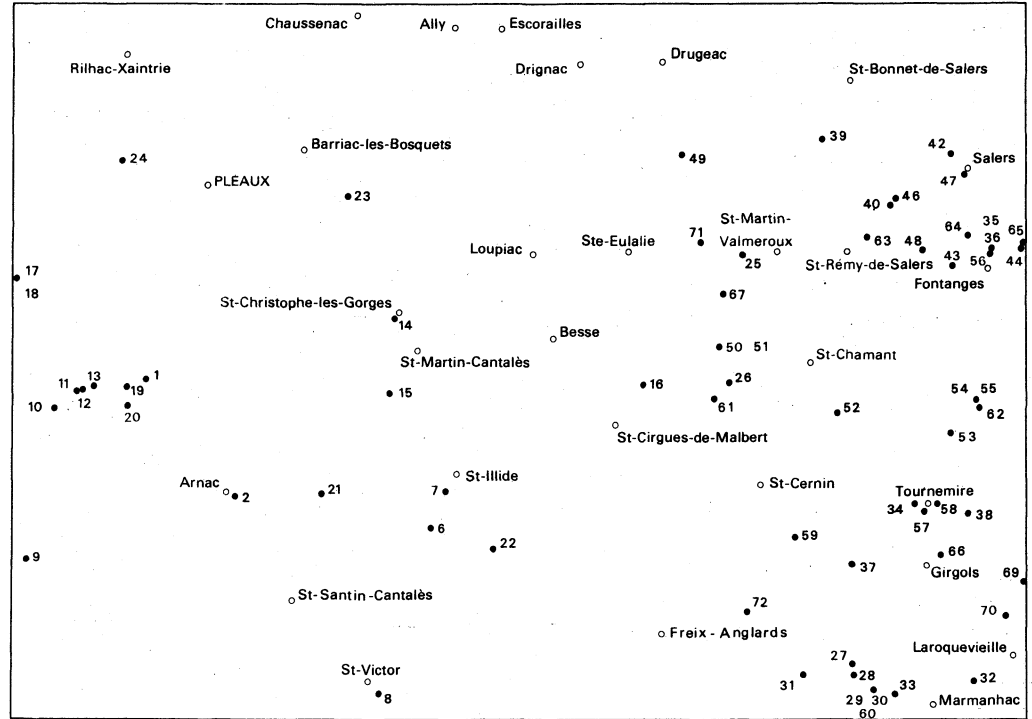 Chaussenac
Ally
Escorailles
Rilhac-Xaintrie
Drignac
Drugeac
St-Bonnet-de-Salers
24
Barriac-les-Bosquets
49
39
42
Salers
47
PLÉAUX
23
40
46
Loupiac
Ste-Eulalie
71
St-Martin-
Valmeroux
25
63
48
64
35
36
65
St-Rémy-de-Salers
43
56
44
Fontanges
17
18
St-Christophe-les-Gorges
14
67
Besse
St-Martin-Cantalès
50
51
St-Chamant
11
13
1
12
19
10
20
15
16
26
61
52
54
55
62
53
St-Cirgues-de-Malbert
Arnac
2
21
7
St-Illide
St-Cernin
Tournemire
34
58
38
57
6
22
59
9
37
66
Girgols
69
St-Santin-Cantalès
72
70
Freix-Anglards
Laroquevieille
St-Victor
8
27
28
31
29
30
33
32
60
Marmanhac